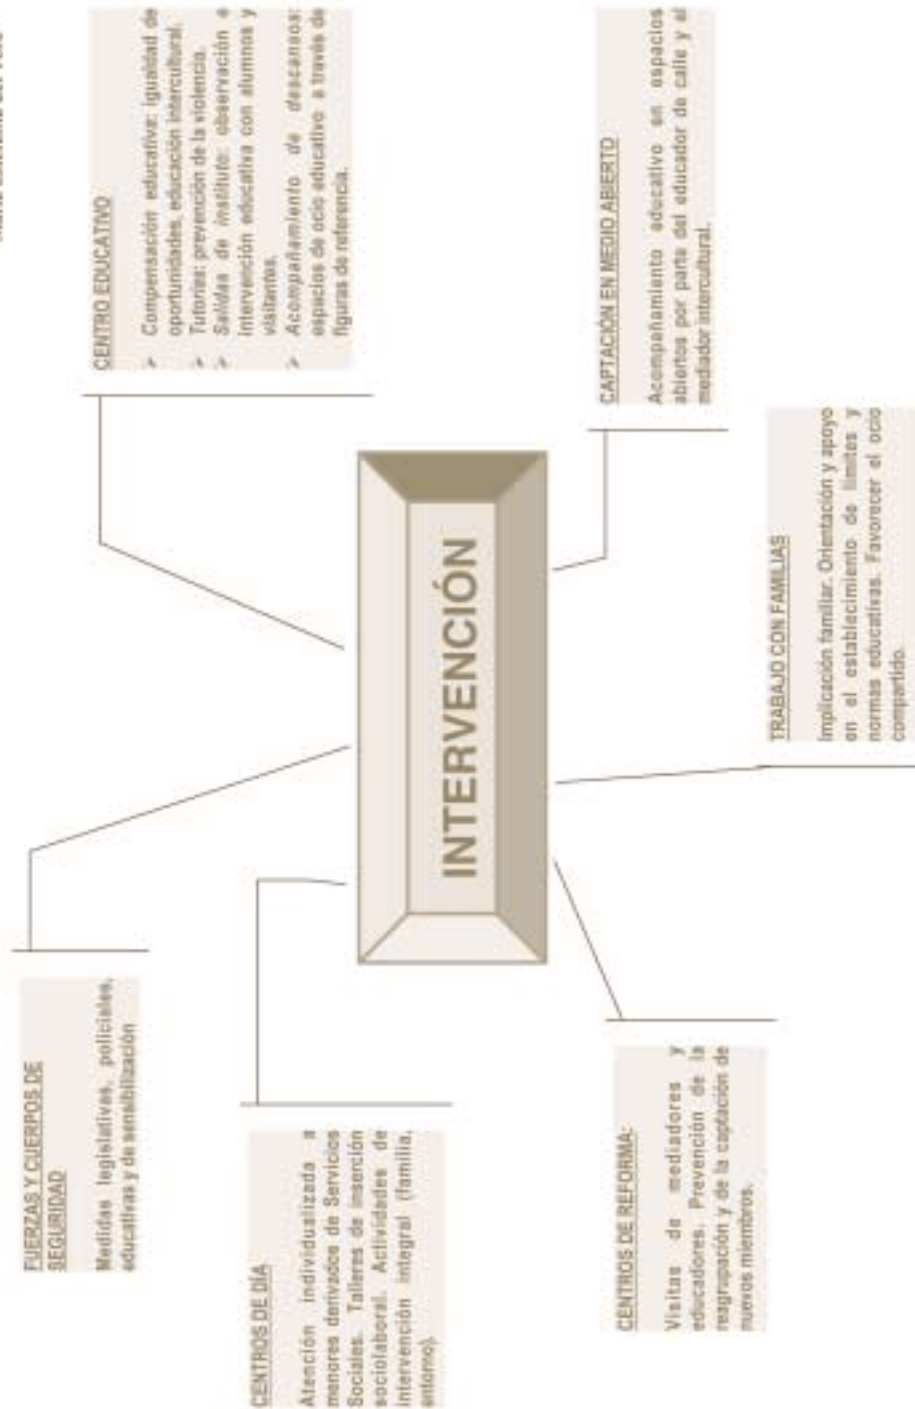 FUERZAS Y CUERPOS DE
SEGURIDAD
Medidas legislativas, policiales,
educativas y de sensibilización
CENTRO EDUCATIVO
➢ Compensación educativa: igualdad de
oportunidades, educación intercultural.
➢ Tutorías: prevención de la violencia.
➢ Salidas de instituto: observación e
intervención educativa con alumnos y
visitantes.
➢ Acompañamiento de descansos:
espacios de ocio educativo a través de
figuras de referencia.
CENTROS DE DÍA
Atención individualizada a
menores derivados de Servicios
Sociales. Talleres de inserción
sociolaboral. Actividades de
intervención integral (familia,
entorno).
INTERVENCIÓN
CENTROS DE REFORMA:
Visitas de mediadores y
educadores. Prevención de la
reagrupación y de la captación de
nuevos miembros.
CAPTACIÓN EN MEDIO ABIERTO
Acompañamiento educativo en espacios
abiertos por parte del educador de calle y el
mediador intercultural.
TRABAJO CON FAMILIAS
Implicación familiar. Orientación y apoyo
en el establecimiento de límites y
normas educativas. Favorecer el ocio
compartido.